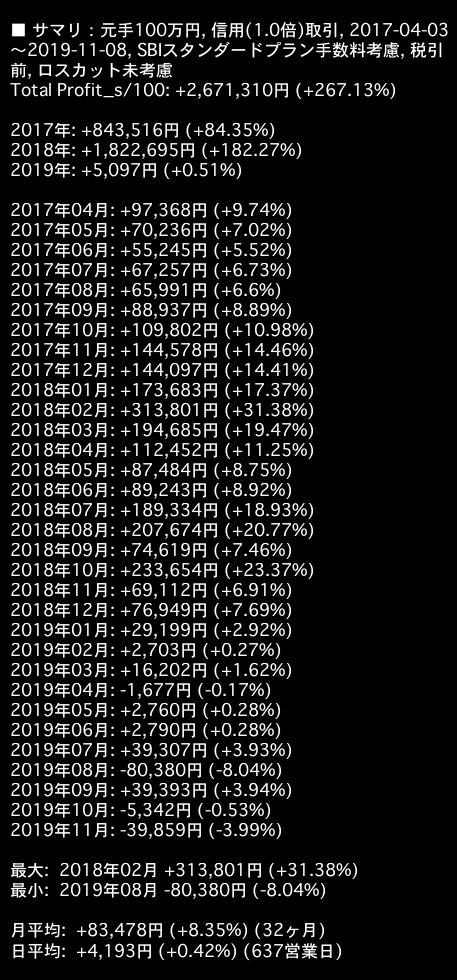 ■ サマリ：元手100万円, 信用(1.0倍)取引, 2017-04-03
〜2019-11-08, SBIスタンダードプラン手数料考慮, 税引
前, ロスカット未考慮
Total Profit_s/100: +2,671,310円 (+267.13%)
2017年: +843,516円 (+84.35%)
2018年: +1,822,695円 (+182.27%)
2019年: +5,097円 (+0.51%)
2017年04月: +97,368円 (+9.74%)
2017年05月: +70,236円 (+7.02%)
2017年06月: +55,245円 (+5.52%)
2017年07月: +67,257円 (+6.73%)
2017年08月: +65,991円 (+6.6%)
2017年09月: +88,937円 (+8.89%)
2017年10月: +109,802円 (+10.98%)
2017年11月: +144,578円 (+14.46%)
2017年12月: +144,097円 (+14.41%)
2018年01月: +173,683円 (+17.37%)
2018年02月: +313,801円 (+31.38%)
2018年03月: +194,685円 (+19.47%)
2018年04月: +112,452円 (+11.25%)
2018年05月: +87,484円 (+8.75%)
2018年06月: +89,243円 (+8.92%)
2018年07月: +189,334円 (+18.93%)
2018年08月: +207,674円 (+20.77%)
2018年09月: +74,619円 (+7.46%)
2018年10月: +233,654円 (+23.37%)
2018年11月: +69,112円 (+6.91%)
2018年12月: +76,949円 (+7.69%)
2019年01月: +29,199円 (+2.92%)
2019年02月: +2,703円 (+0.27%)
2019年03月: +16,202円 (+1.62%)
2019年04月: -1,677円 (-0.17%)
2019年05月: +2,760円 (+0.28%)
2019年06月: +2,790円 (+0.28%)
2019年07月: +39,307円 (+3.93%)
2019年08月: -80,380円 (-8.04%)
2019年09月: +39,393円 (+3.94%)
2019年10月: -5,342円 (-0.53%)
2019年11月: -39,859円 (-3.99%)
最大:  2018年02月 +313,801円 (+31.38%)
最小:  2019年08月 -80,380円 (-8.04%)
月平均:  +83,478円 (+8.35%) (32ヶ月)
日平均:  +4,193円 (+0.42%) (637営業日)